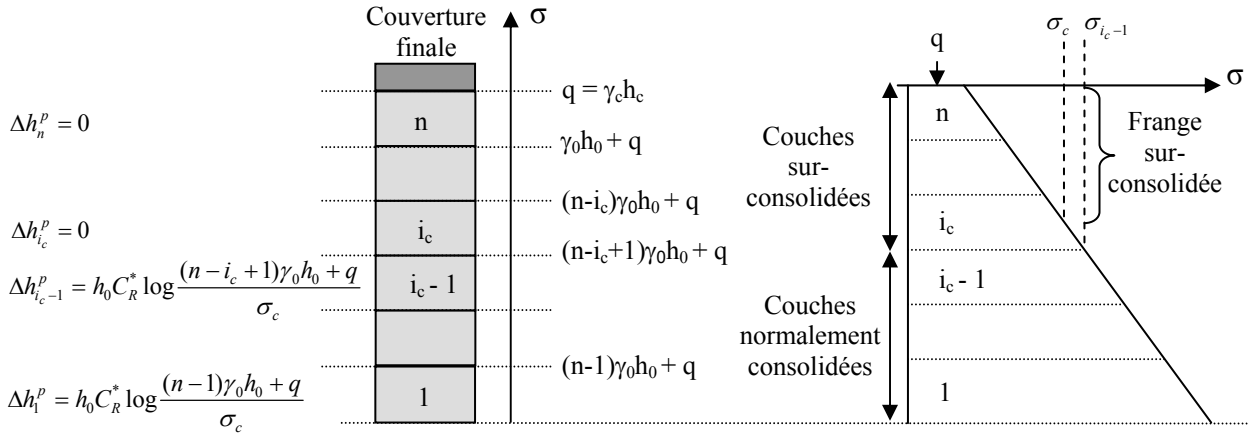 Couverture
finale
σ
q = γ_c h_c
Δh_n^p = 0
n
γ_0 h_0 + q
(n-i_c)γ_0 h_0 + q
Δh_{i_c}^p = 0
i_c
(n-i_c+1)γ_0 h_0 + q
Δh_{i_c-1}^p = h_0 C_R^* log \frac{(n - i_c + 1)γ_0 h_0 + q}{σ_c}
i_c - 1
(n-1)γ_0 h_0 + q
Δh_1^p = h_0 C_R^* log \frac{(n - 1)γ_0 h_0 + q}{σ_c}
1
q
σ_c
σ_{i_c-1}
σ
n
Couches
sur-
consolidées
Frange
sur-
consolidée
i_c
i_c - 1
Couches
normalement
consolidées
1